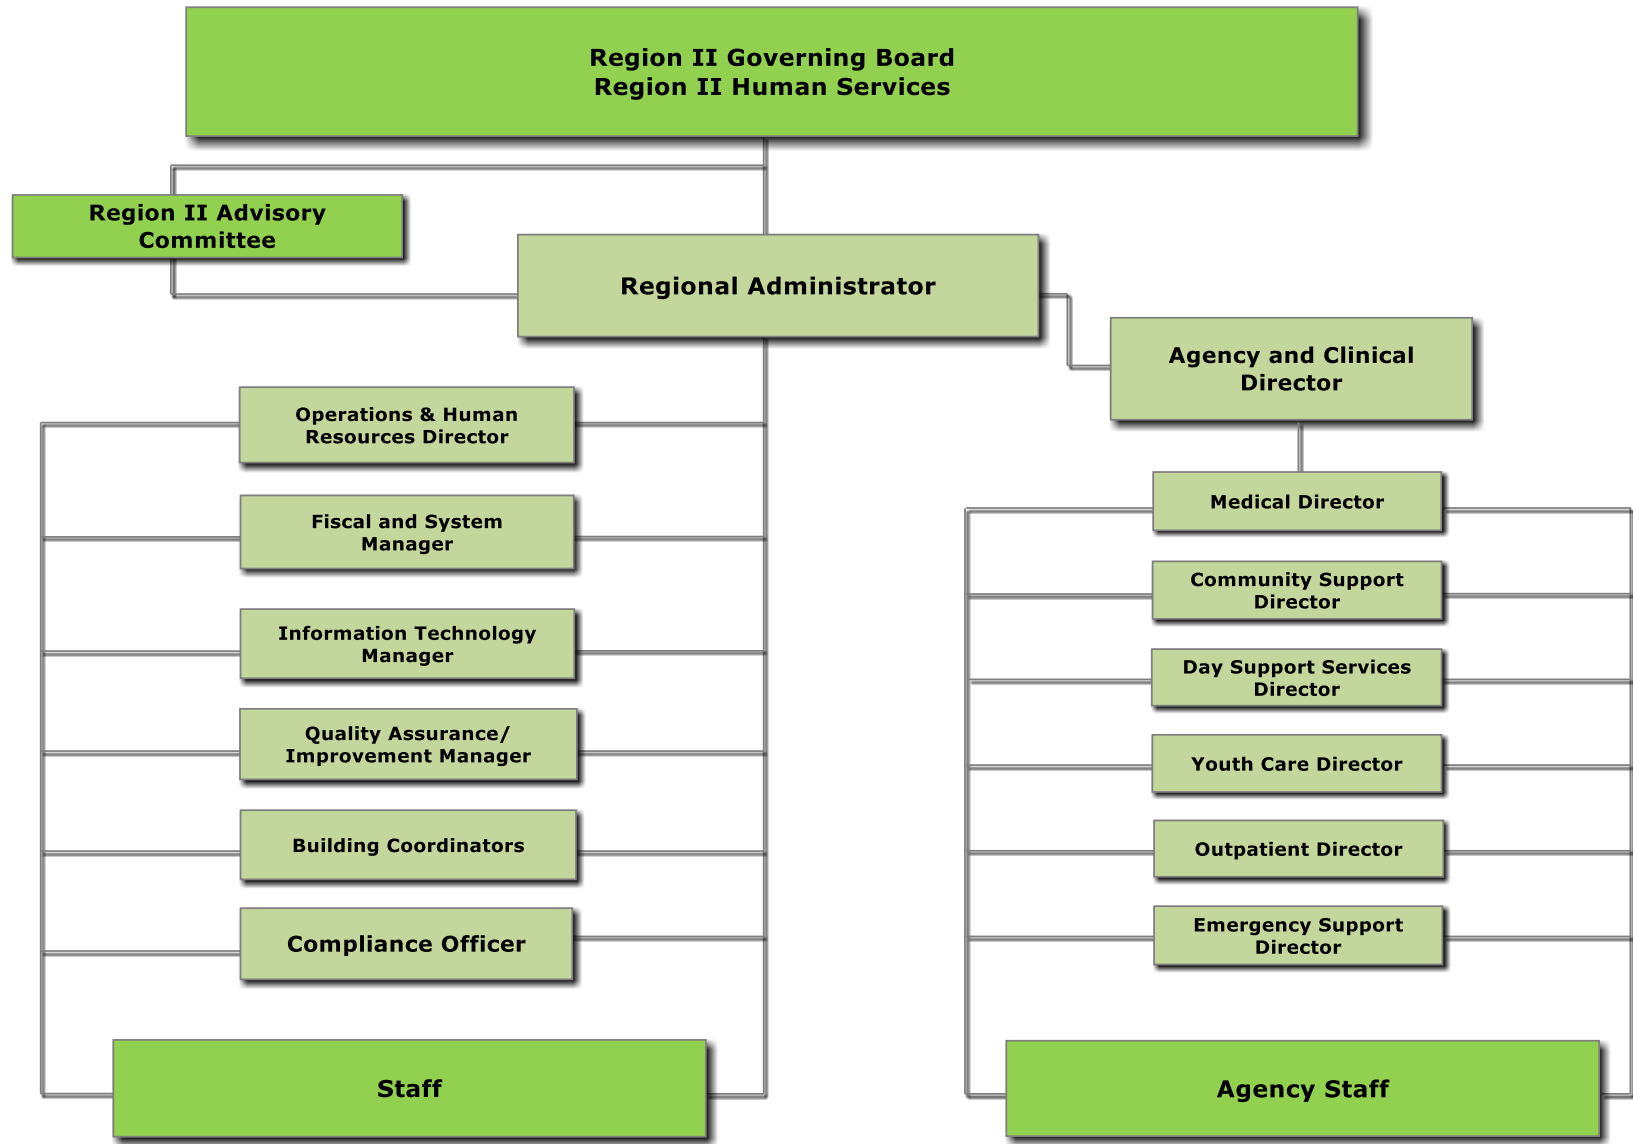 Region II Governing Board
Region II Human Services
Region II Advisory
Committee
Regional Administrator
Agency and Clinical
Director
Operations & Human
Resources Director
Fiscal and System
Manager
Information Technology
Manager
Quality Assurance/
Improvement Manager
Building Coordinators
Compliance Officer
Staff
Medical Director
Community Support
Director
Day Support Services
Director
Youth Care Director
Outpatient Director
Emergency Support
Director
Agency Staff